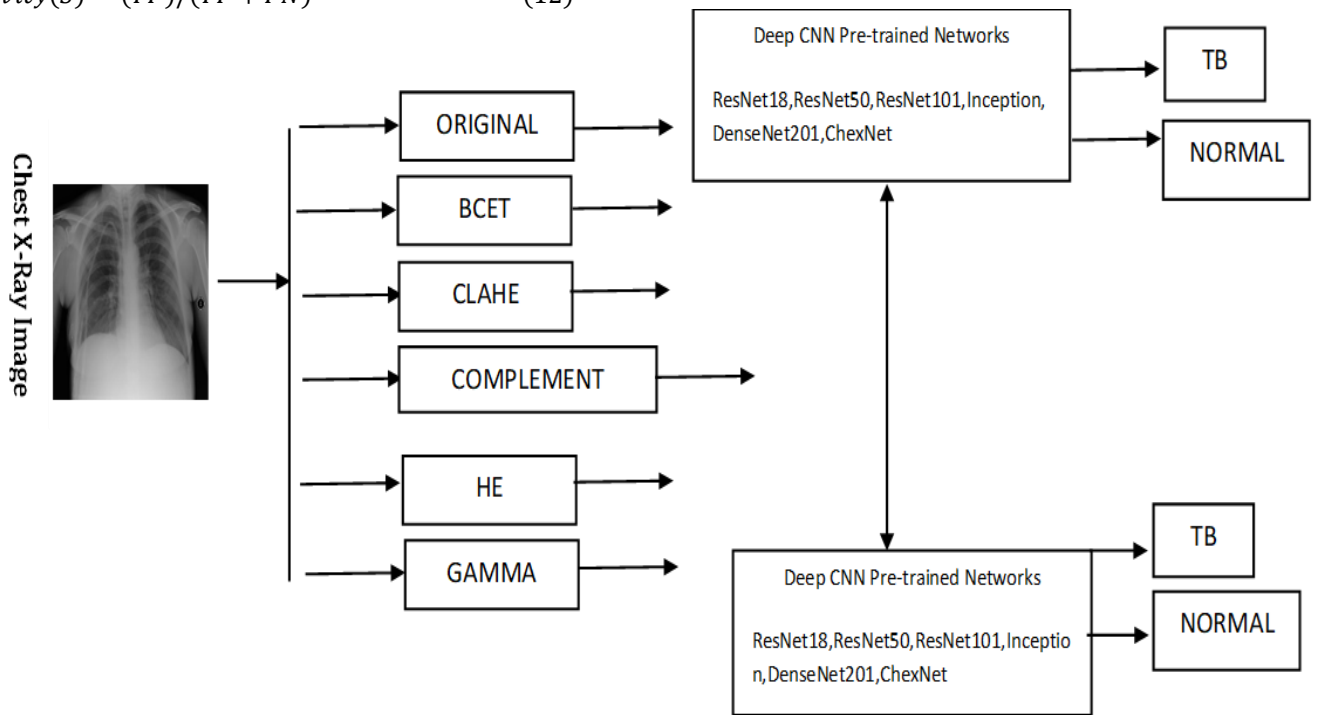 (12)
Chest X-Ray Image
ORIGINAL
BCET
CLAHE
COMPLEMENT
HE
GAMMA
Deep CNN Pre-trained Networks
ResNet18,ResNet50,ResNet101,Inception,
DenseNet201,ChexNet
TB
NORMAL
Deep CNN Pre-trained Networks
ResNet18,ResNet50,ResNet101,Inceptio
n,DenseNet201,ChexNet
TB
NORMAL